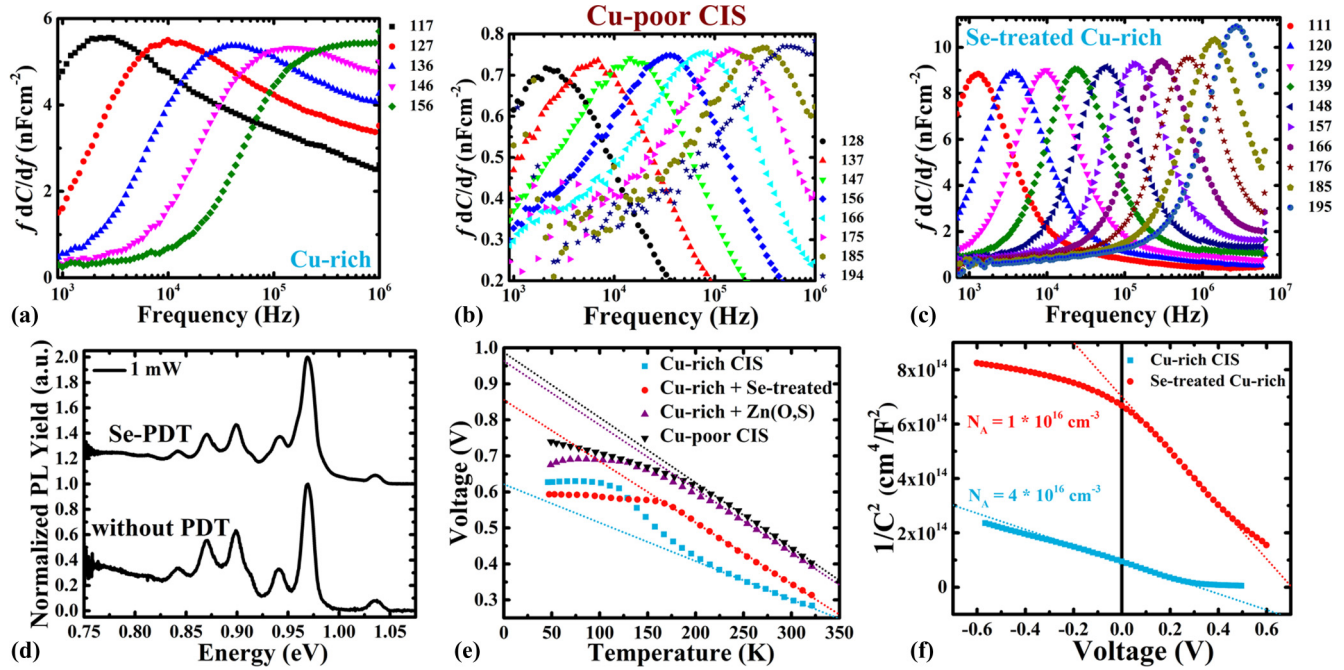 Cu-poor CIS
f dC/df (nFcm⁻²)
6
4
2
0
10³
10⁴
10⁵
10⁶
Frequency (Hz)
Cu-rich
117
127
136
146
156
(a)
f dC/df (nFcm⁻²)
0.8
0.7
0.6
0.5
0.4
0.3
0.2
10³
10⁴
10⁵
10⁶
Frequency (Hz)
128
137
147
156
166
175
185
194
(b)
Se-treated Cu-rich
f dC/df (nFcm⁻²)
10
8
6
4
2
0
10³
10⁴
10⁵
10⁶
10⁷
Frequency (Hz)
111
120
129
139
148
157
166
176
185
195
(c)
Normalized PL Yield (a.u.)
2.0
1.8
1.6
1.4
1.2
1.0
0.8
0.6
0.4
0.2
0.0
1 mW
Se-PDT
without PDT
0.75
0.80
0.85
0.90
0.95
1.00
1.05
Energy (eV)
(d)
Voltage (V)
1.0
0.9
0.8
0.7
0.6
0.5
0.4
0.3
Cu-rich CIS
Cu-rich + Se-treated
Cu-rich + Zn(O,S)
Cu-poor CIS
0
50
100
150
200
250
300
350
Temperature (K)
(e)
1/C² (cm⁴/F²)
8x10¹⁴
6x10¹⁴
4x10¹⁴
2x10¹⁴
0
Cu-rich CIS
Se-treated Cu-rich
N_A = 1 * 10¹⁶ cm⁻³
N_A = 4 * 10¹⁶ cm⁻³
-0.6
-0.4
-0.2
0.0
0.2
0.4
0.6
Voltage (V)
(f)